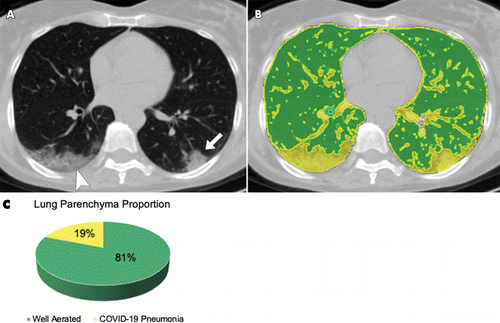 A
B
C
Lung Parenchyma Proportion
19%
81%
Well Aerated
COVID-19 Pneumonia